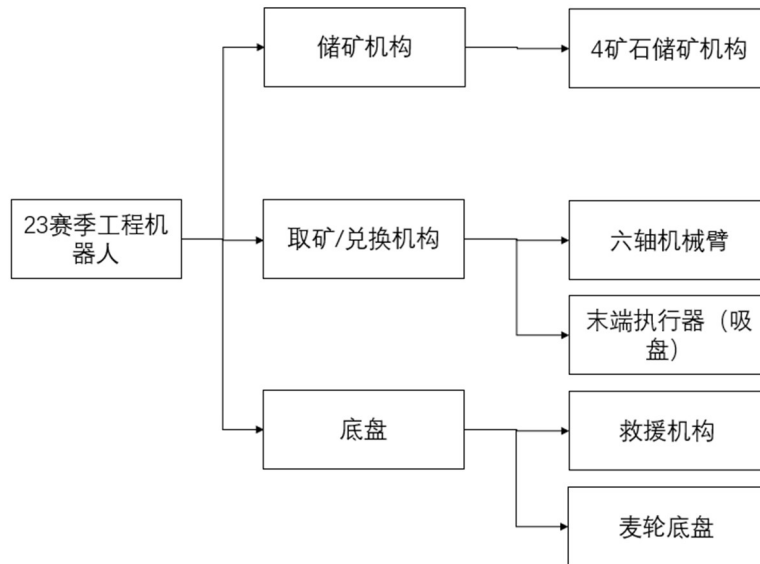 储矿机构
4矿石储矿机构
23赛季工程机
器人
取矿/兑换机构
六轴机械臂
末端执行器（吸
盘）
底盘
救援机构
麦轮底盘